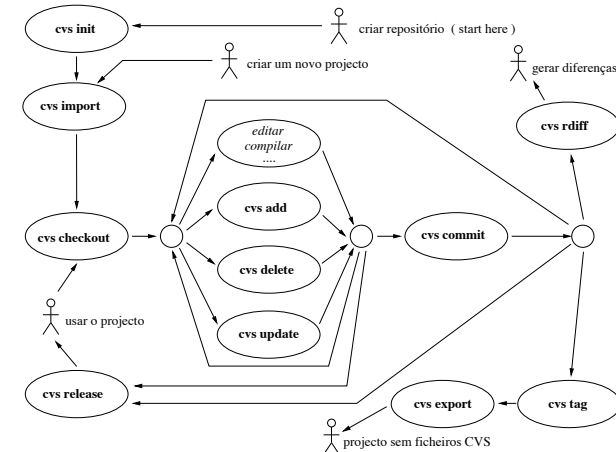 cvs init
criar repositório ( start here )
criar um novo projecto
gerar diferenças
cvs import
cvs rdiff
editar
compilar
....
cvs add
cvs checkout
cvs commit
cvs delete
usar o projecto
cvs update
cvs release
cvs export
cvs tag
projecto sem ficheiros CVS